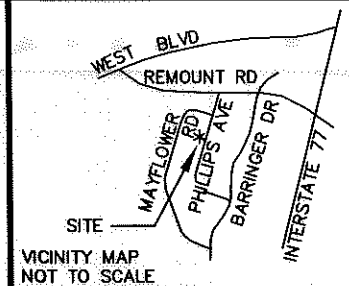 WEST BLVD
REMOUNT RD
MAYFLOWER RD
PHILLIPS AVE
BARRINGER DR
INTERSTATE 77
SITE
VICINITY MAP
NOT TO SCALE